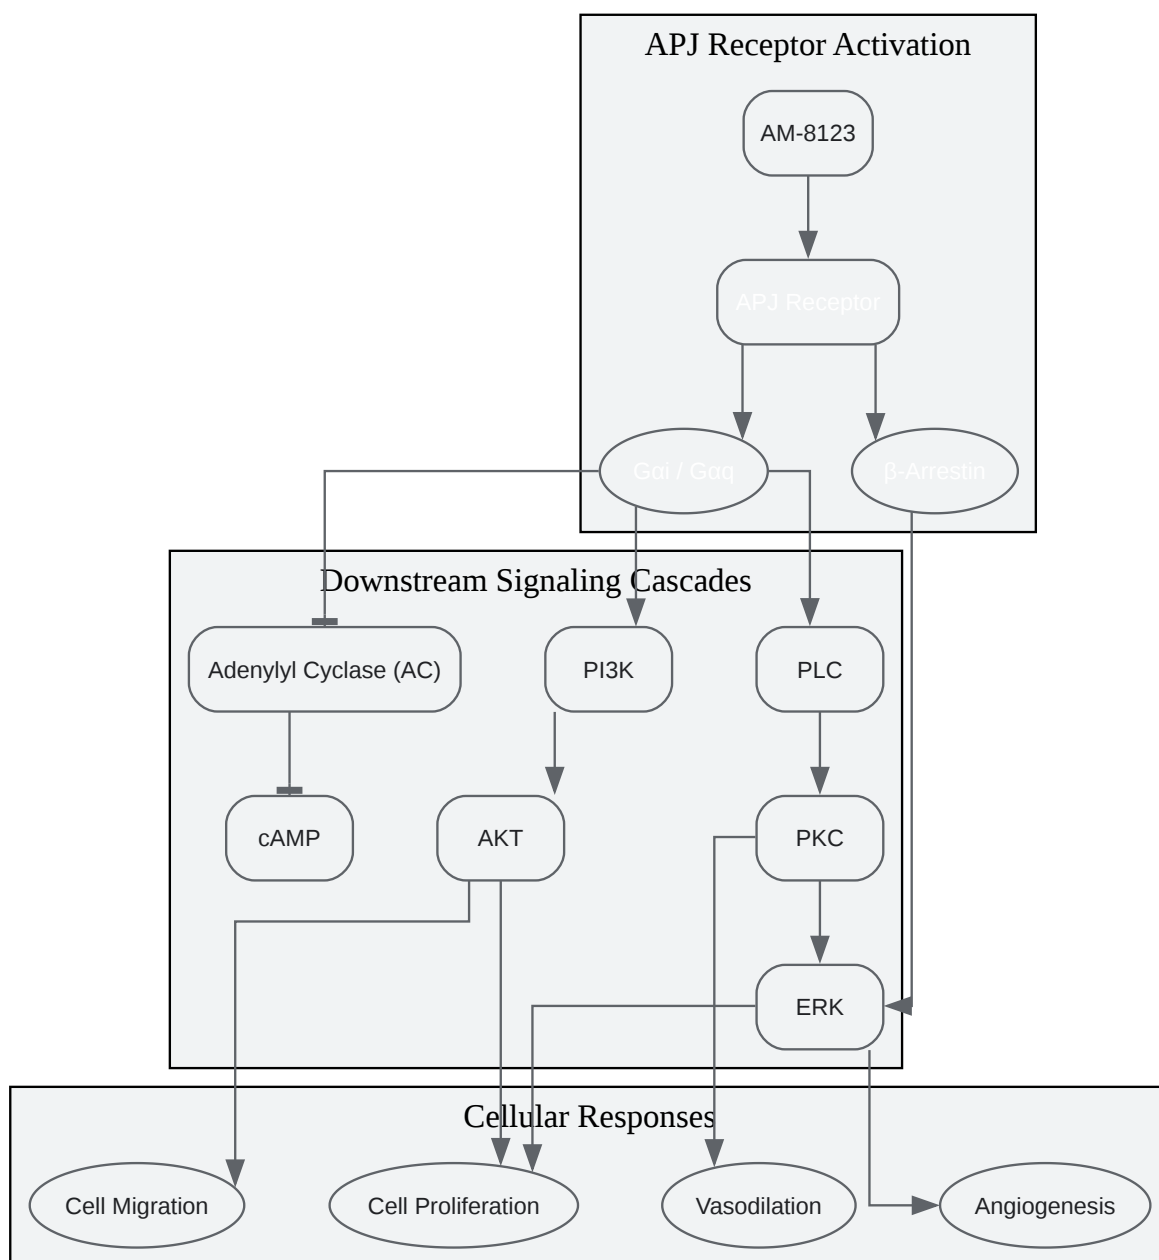 APJ Receptor Activation
AM-8123
APJ Receptor
Gαi / Gαq
β-Arrestin
Downstream Signaling Cascades
Adenylyl Cyclase (AC)
PI3K
PLC
cAMP
AKT
PKC
ERK
Cellular Responses
Cell Migration
Cell Proliferation
Vasodilation
Angiogenesis